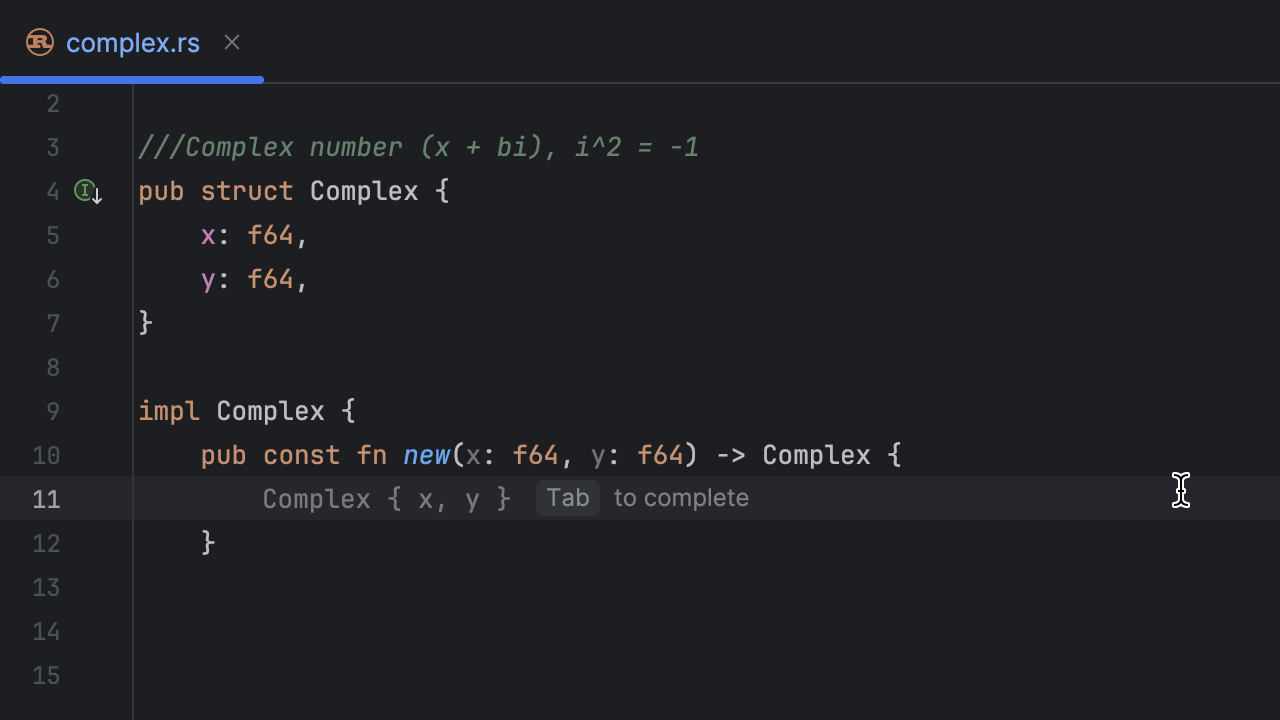 complex.rs
2
3 ///Complex number (x + bi), i^2 = -1
4 pub struct Complex {
5     x: f64,
6     y: f64,
7 }
8
9 impl Complex {
10     pub const fn new(x: f64, y: f64) -> Complex {
11         Complex { x, y } Tab to complete
12     }
13
14
15